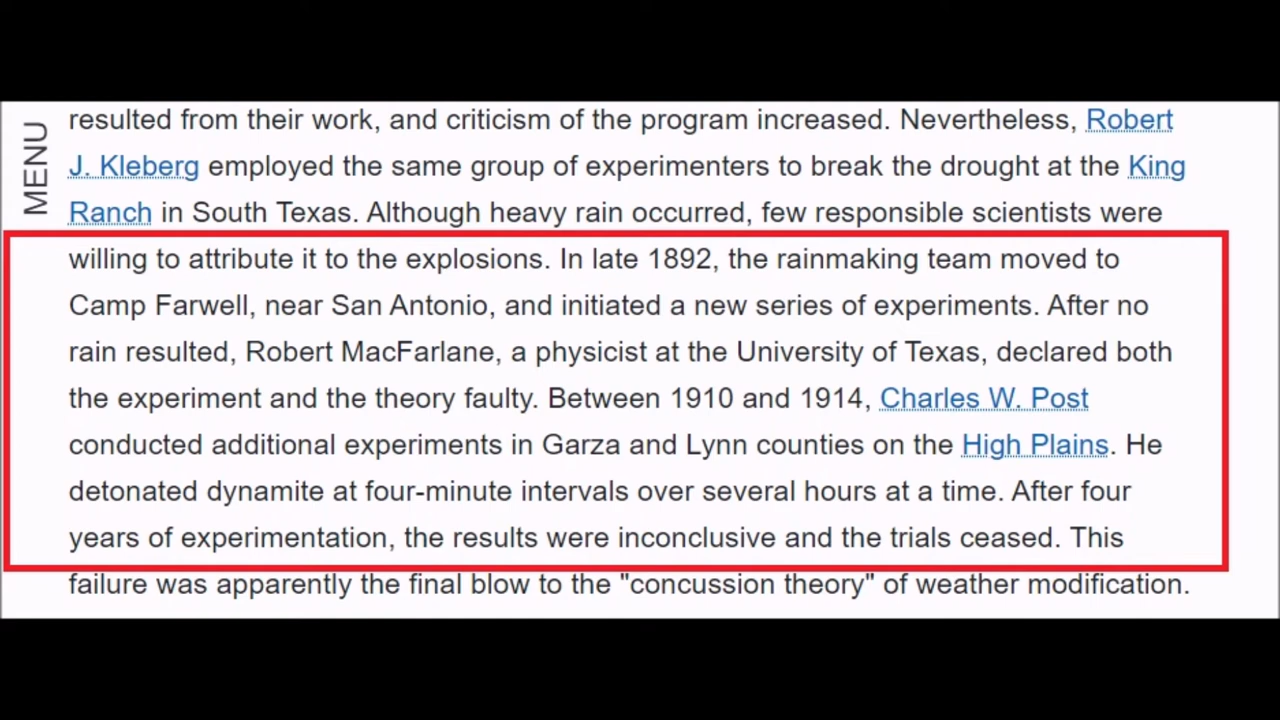 MENU
resulted from their work, and criticism of the program increased. Nevertheless, Robert
J. Kleberg employed the same group of experimenters to break the drought at the King
Ranch in South Texas. Although heavy rain occurred, few responsible scientists were
willing to attribute it to the explosions. In late 1892, the rainmaking team moved to
Camp Farwell, near San Antonio, and initiated a new series of experiments. After no
rain resulted, Robert MacFarlane, a physicist at the University of Texas, declared both
the experiment and the theory faulty. Between 1910 and 1914, Charles W. Post
conducted additional experiments in Garza and Lynn counties on the High Plains. He
detonated dynamite at four-minute intervals over several hours at a time. After four
years of experimentation, the results were inconclusive and the trials ceased. This
failure was apparently the final blow to the "concussion theory" of weather modification.